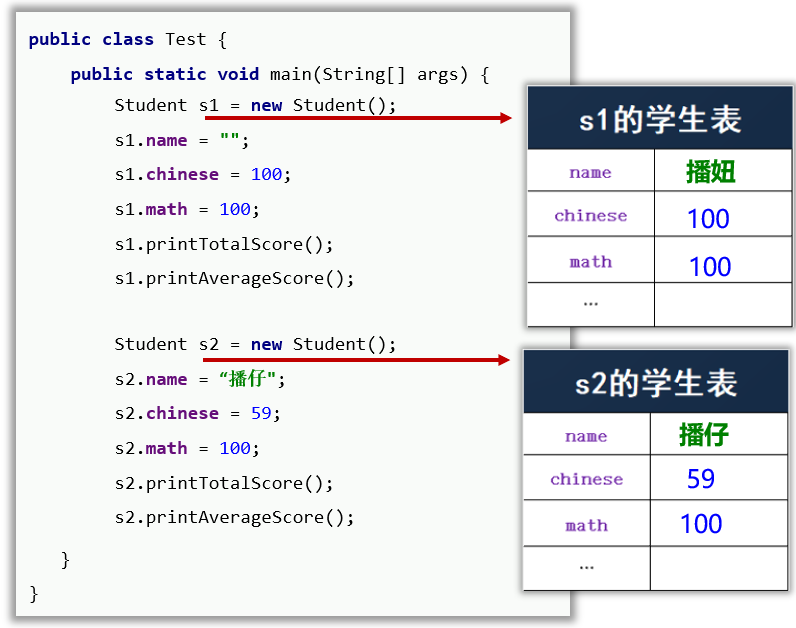 public class Test {
public static void main(String[] args) {
Student s1 = new Student();
s1.name = "";
s1.chinese = 100;
s1.math = 100;
s1.printTotalScore();
s1.printAverageScore();
Student s2 = new Student();
s2.name = “播仔";
s2.chinese = 59;
s2.math = 100;
s2.printTotalScore();
s2.printAverageScore();
}
}
s1的学生表
name 播妞
chinese 100
math 100
...
s2的学生表
name 播仔
chinese 59
math 100
...